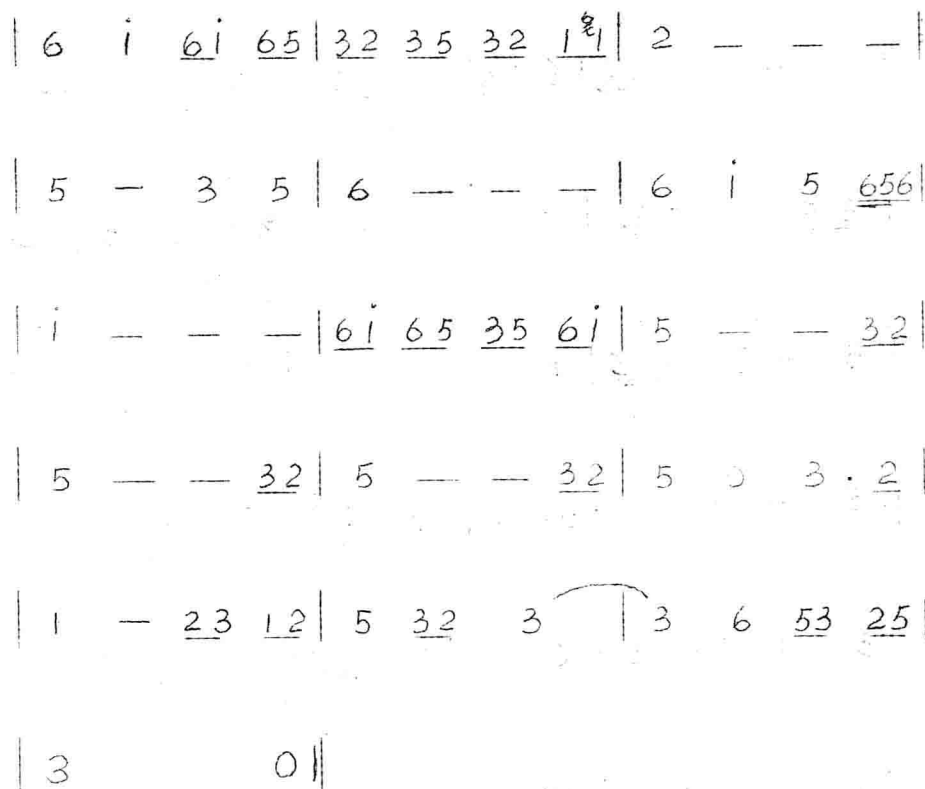 | 6 i̇ 6i̇ 65 | 32 35 32 1 1 | 2 — — — |
| 5 — 3 5 | 6 — — — | 6 i̇ 5 656 |
| i̇ — — — | 6i̇ 65 35 6i̇ | 5 — — 32 |
| 5 — — 32 | 5 — — 32 | 5 0 3 · 2 |
| 1 — 23 12 | 5 32 3 | 3 6 53 25 |
| 3 0 ‖